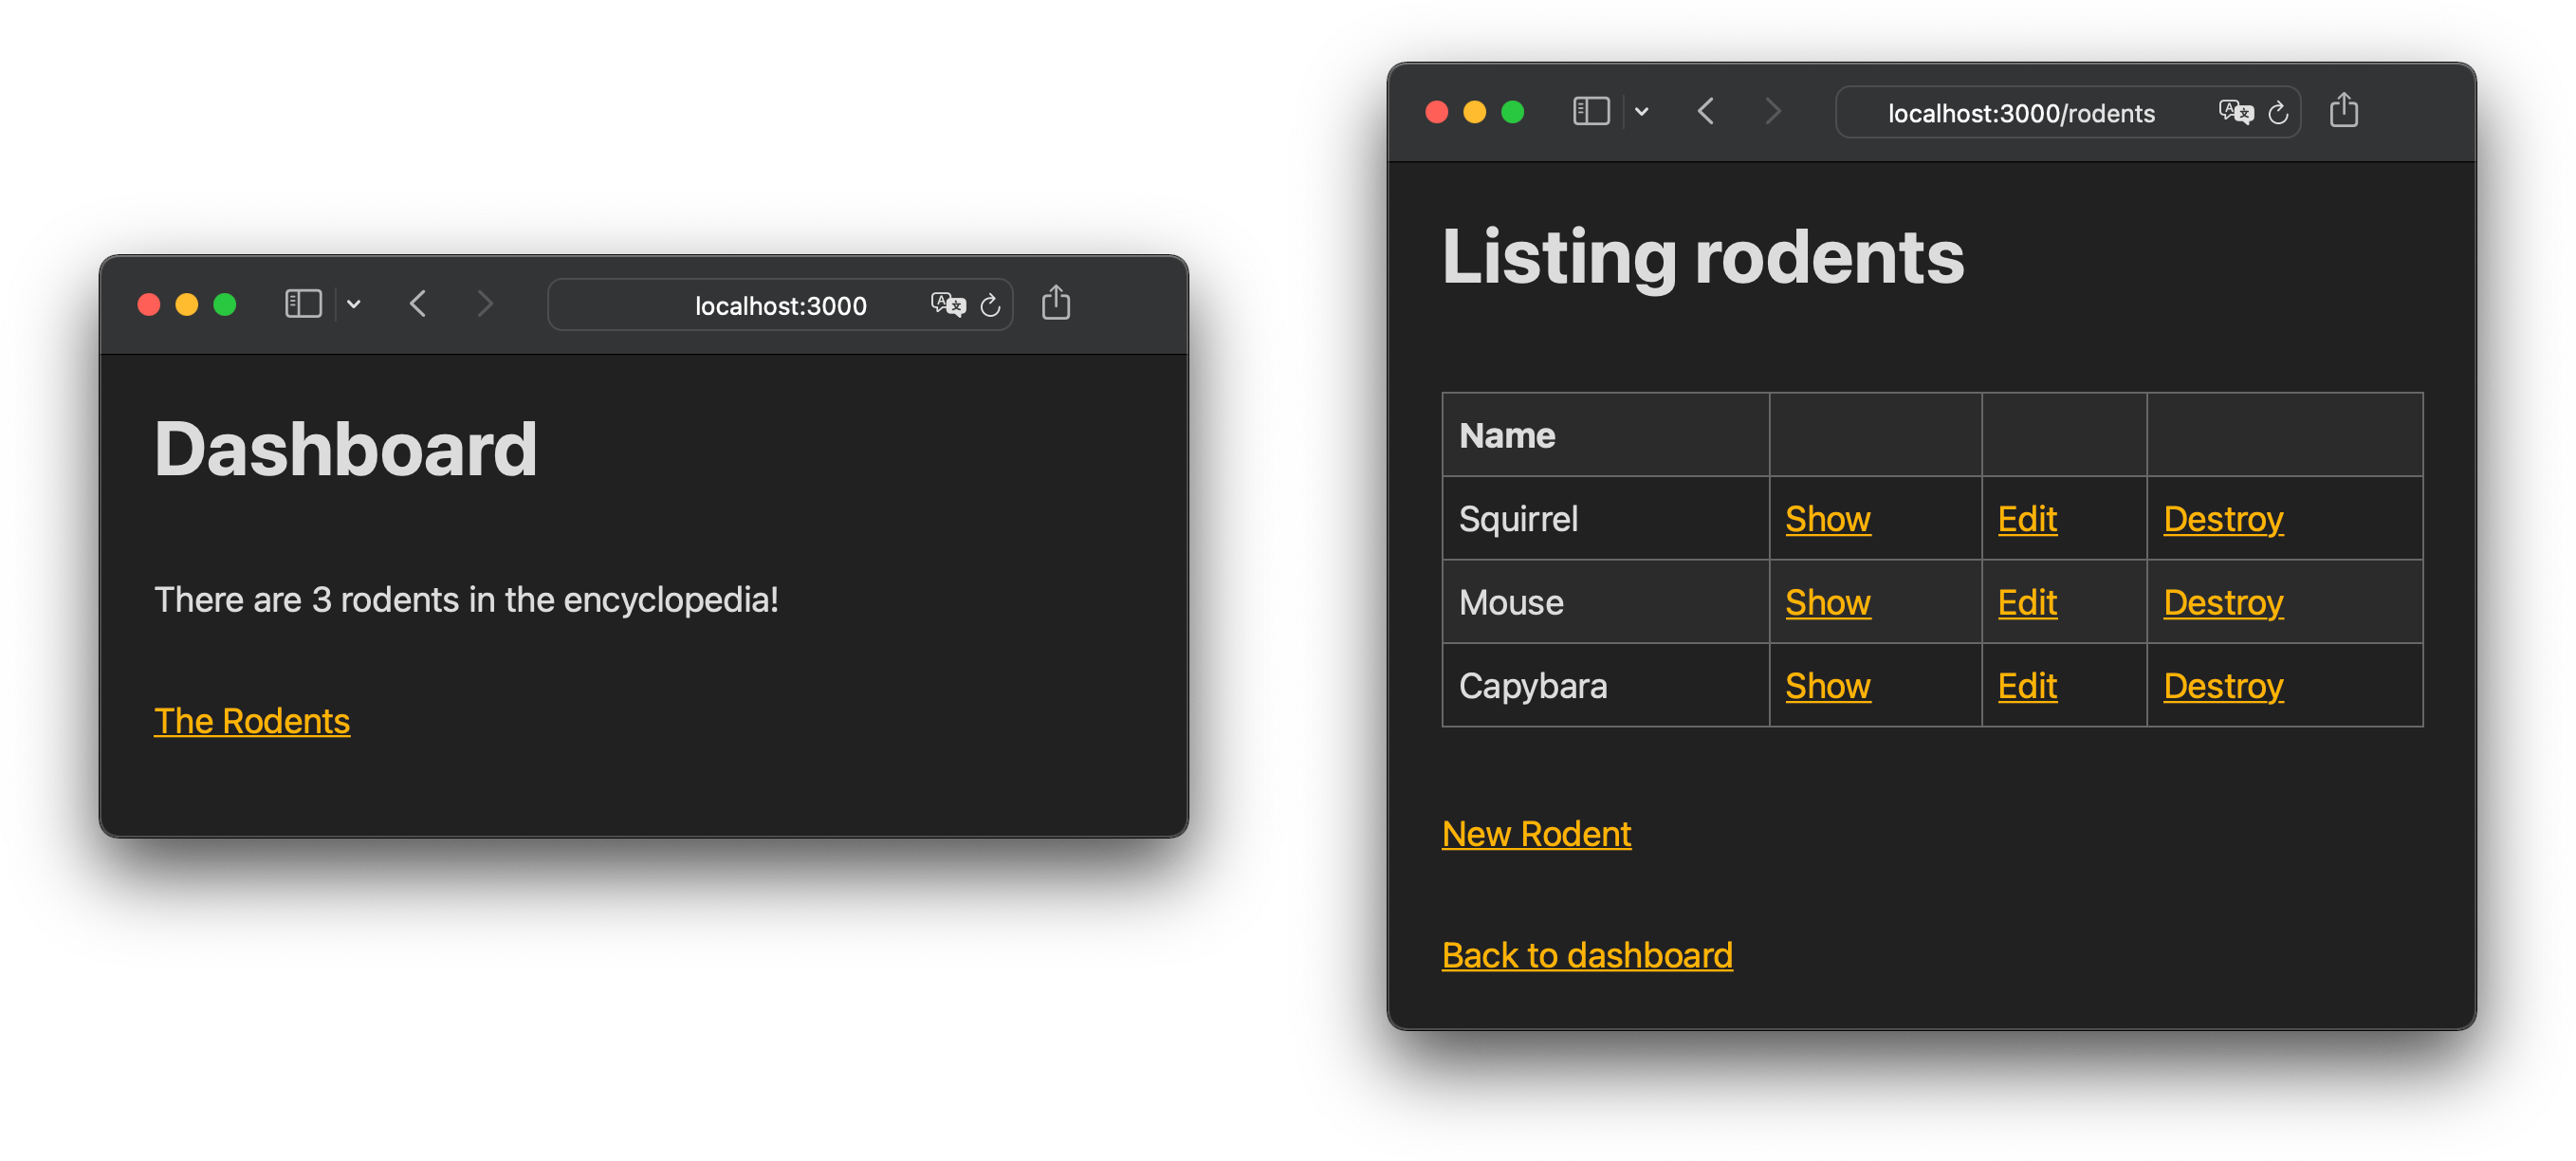 localhost:3000
Dashboard
There are 3 rodents in the encyclopedia!
The Rodents
localhost:3000/rodents
Listing rodents
Name
Squirrel Show Edit Destroy
Mouse Show Edit Destroy
Capybara Show Edit Destroy
New Rodent
Back to dashboard